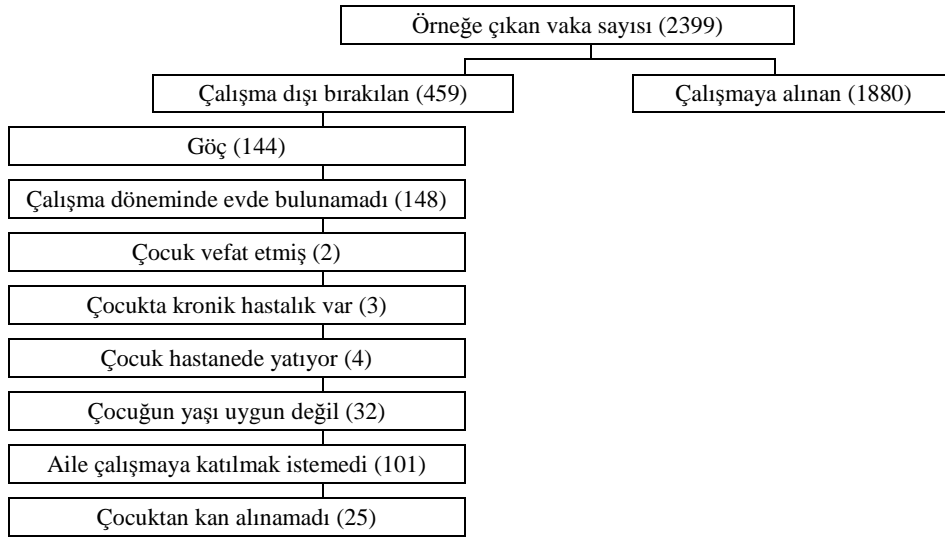 Örneğe çıkan vaka sayısı (2399)
Çalışma dışı bırakılan (459)
Çalışmaya alınan (1880)
Göç (144)
Çalışma döneminde evde bulunamadı (148)
Çocuk vefat etmiş (2)
Çocukta kronik hastalık var (3)
Çocuk hastanede yatıyor (4)
Çocuğun yaşı uygun değil (32)
Aile çalışmaya katılmak istemedi (101)
Çocuktan kan alınamadı (25)